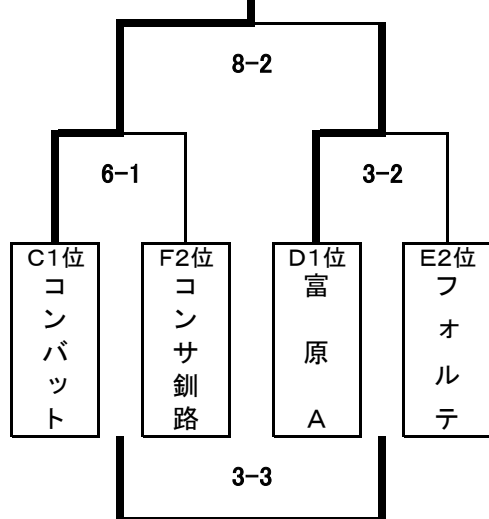 8-2
6-1
3-2
C1位
コンバット
F2位
コンサ釧路
D1位
富原A
E2位
フォルテ
3-3